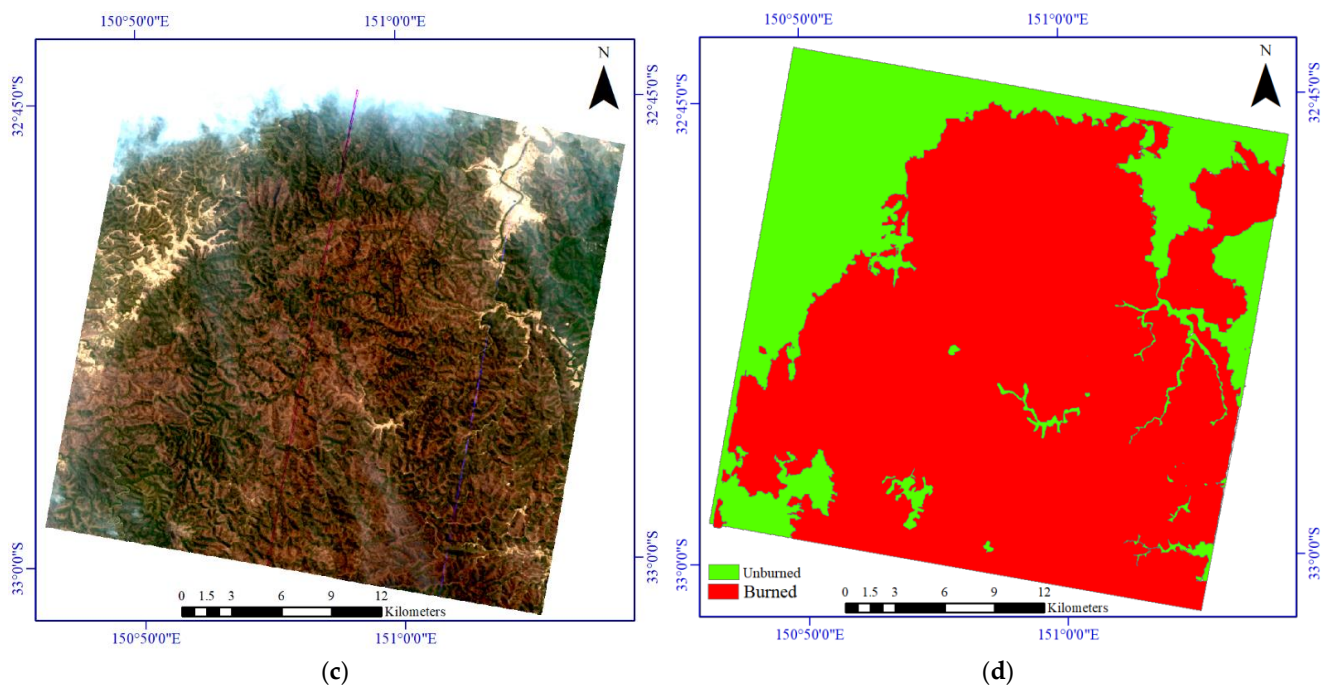 150°50'0"E 151°0'0"E 150°50'0"E 151°0'0"E
N N
32°45'0"S 32°45'0"S 32°45'0"S 32°45'0"S
33°0'0"S 33°0'0"S 33°0'0"S 33°0'0"S
Unburned
Burned
0 1.5 3 6 9 12 0 1.5 3 6 9 12
Kilometers Kilometers
150°50'0"E 151°0'0"E 150°50'0"E 151°0'0"E
(c) (d)